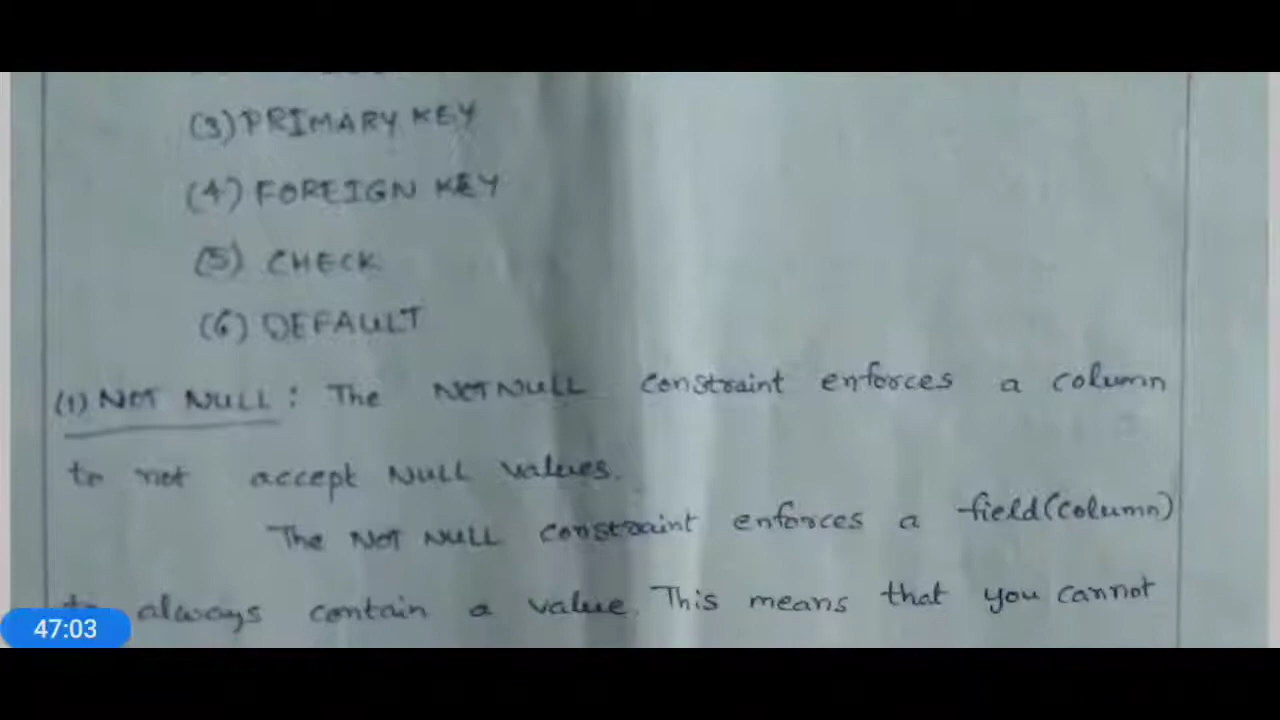 (3) PRIMARY KEY
(4) FOREIGN KEY
(5) CHECK
(6) DEFAULT
(1) NOT NULL : The NOT NULL constraint enforces a column
to not accept NULL values.
The NOT NULL constraint enforces a field(column)
to always contain a value. This means that you cannot
47:03